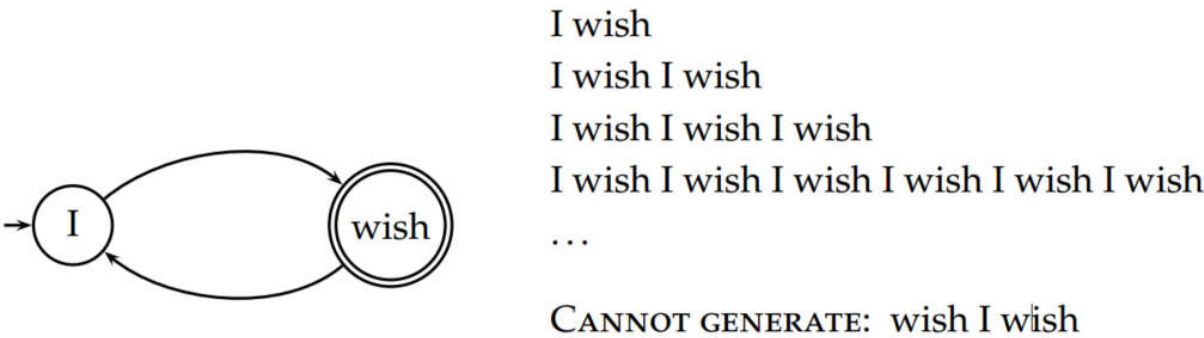 I wish
I wish I wish
I wish I wish I wish
I wish I wish I wish I wish I wish I wish
...
CANNOT GENERATE: wish I wish
I
wish